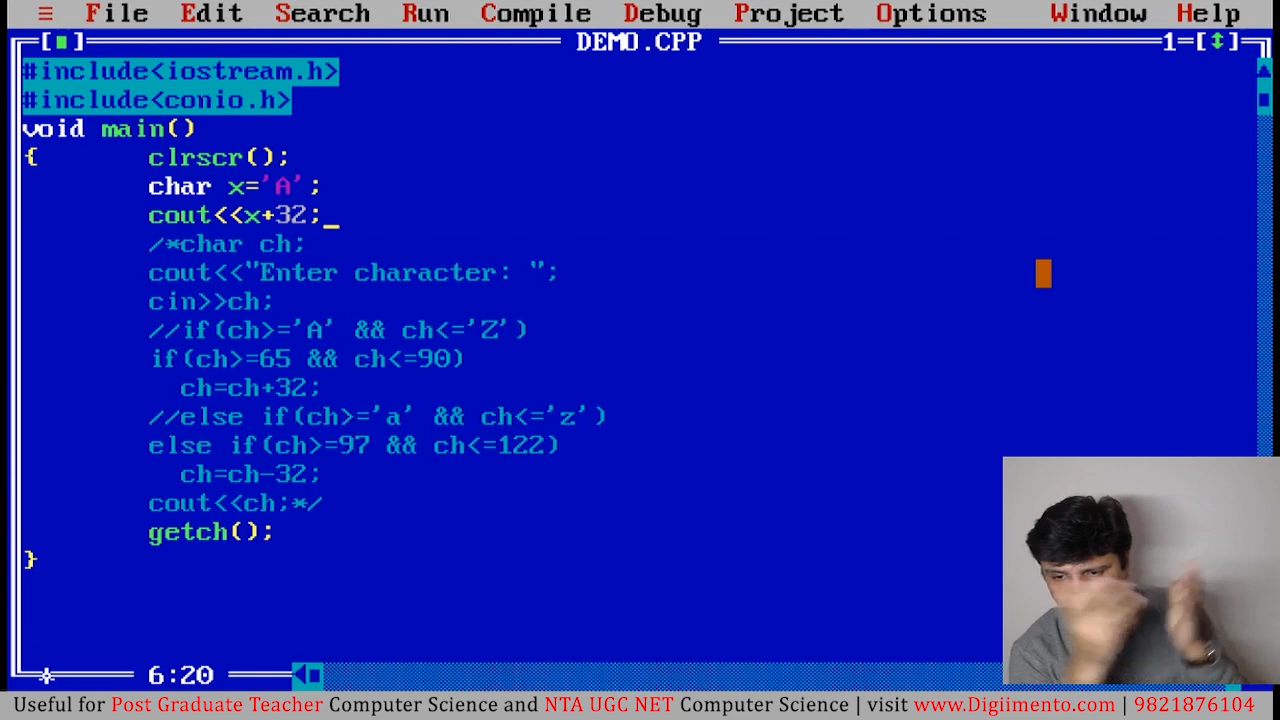 ≡ File Edit Search Run Compile Debug Project Options Window Help
[■] DEMO.CPP 1=[↕]
#include<iostream.h>
#include<conio.h>
void main()
{ clrscr();
char x='A';
cout<<x+32;_
/*char ch;
cout<<"Enter character: ";
cin>>ch;
//if(ch>='A' && ch<='Z')
if(ch>=65 && ch<=90)
ch=ch+32;
//else if(ch>='a' && ch<='z')
else if(ch>=97 && ch<=122)
ch=ch-32;
cout<<ch;*/
getch();
}
6:20
Useful for Post Graduate Teacher Computer Science and NTA UGC NET Computer Science | visit www.Digiimento.com | 9821876104